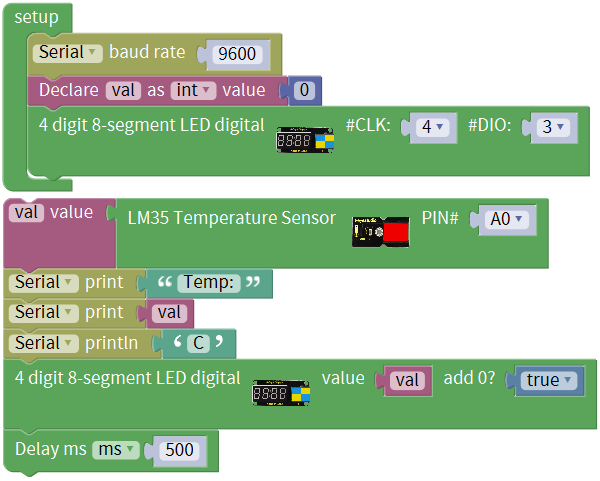 setup
Serial baud rate 9600
Declare val as int value 0
4 digit 8-segment LED digital #CLK: 4 #DIO: 3
val value LM35 Temperature Sensor PIN# A0
Serial print “ Temp: ”
Serial print val
Serial println ‘ C ’
4 digit 8-segment LED digital value val add 0? true
Delay ms ms 500